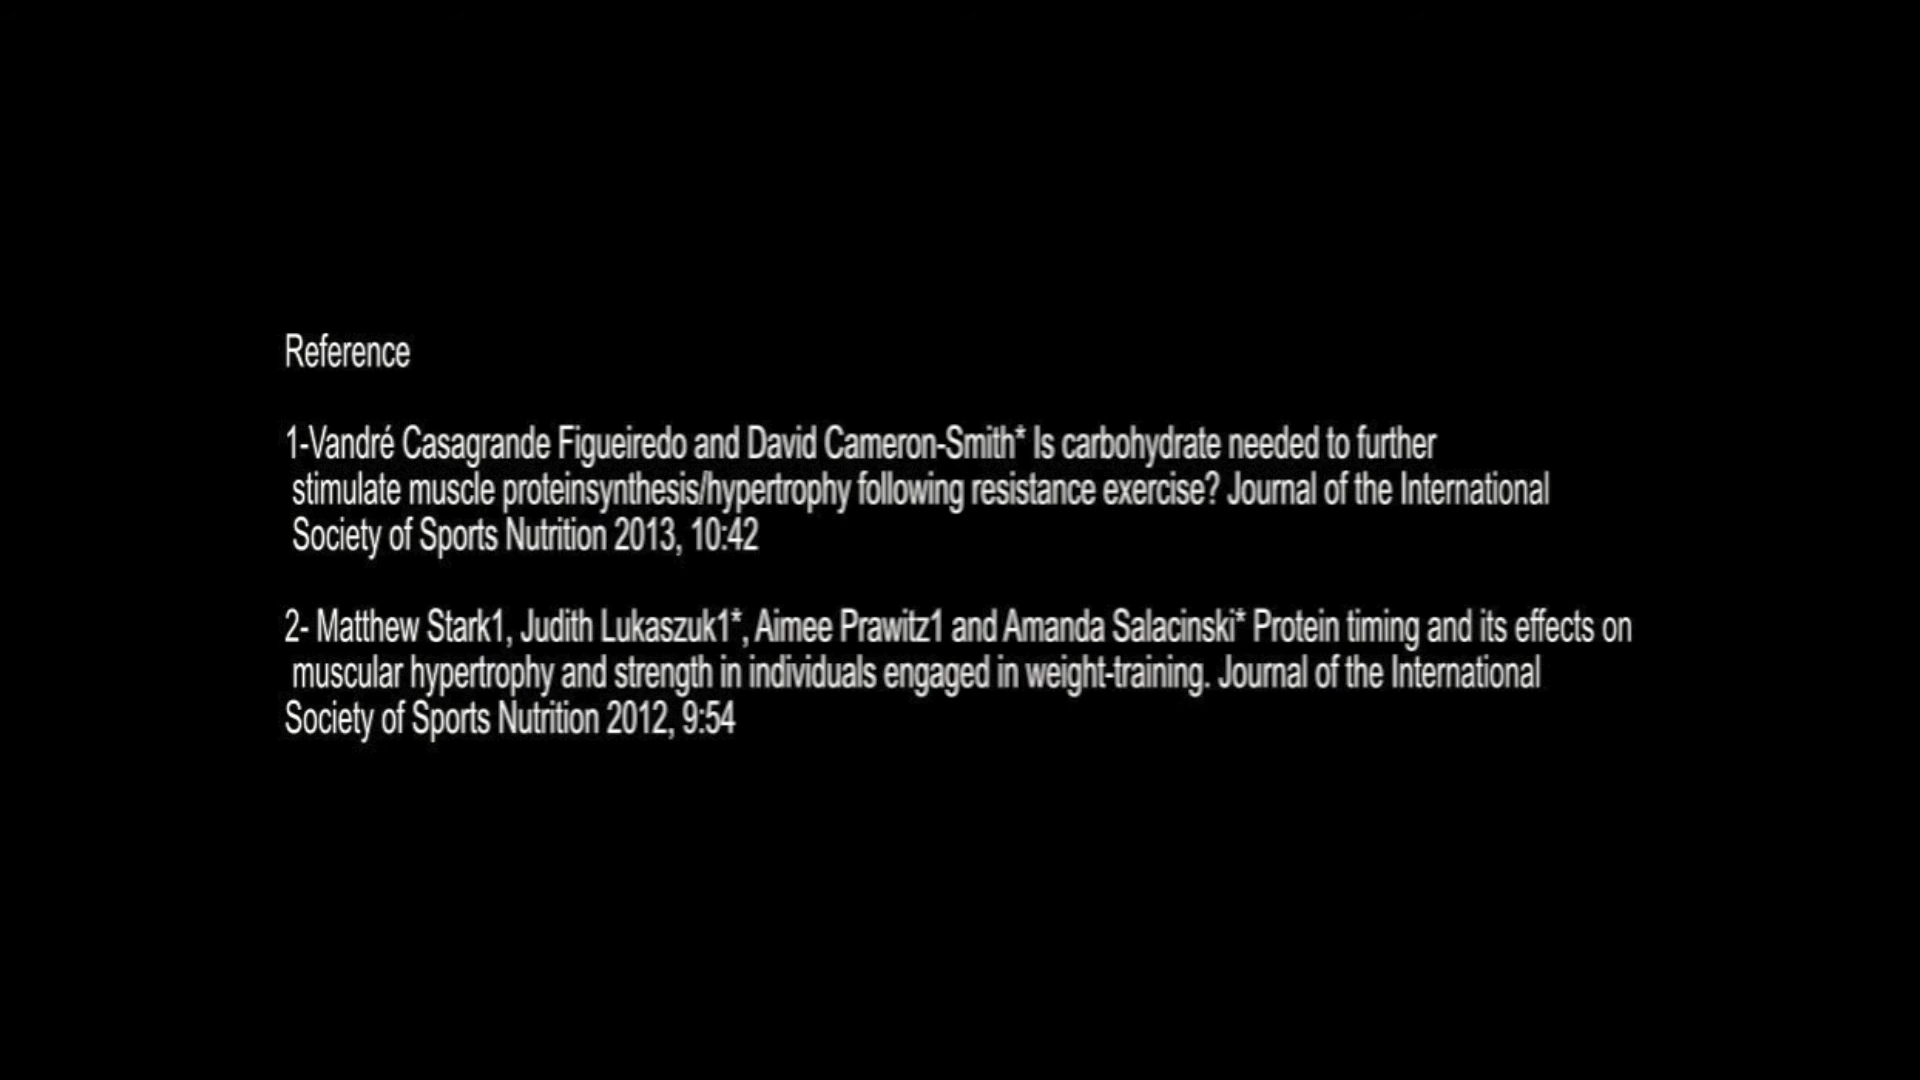 Reference
1-Vandré Casagrande Figueiredo and David Cameron-Smith* Is carbohydrate needed to further
stimulate muscle proteinsynthesis/hypertrophy following resistance exercise? Journal of the International
Society of Sports Nutrition 2013, 10:42
2- Matthew Stark1, Judith Lukaszuk1*, Aimee Prawitz1 and Amanda Salacinski* Protein timing and its effects on
muscular hypertrophy and strength in individuals engaged in weight-training. Journal of the International
Society of Sports Nutrition 2012, 9:54